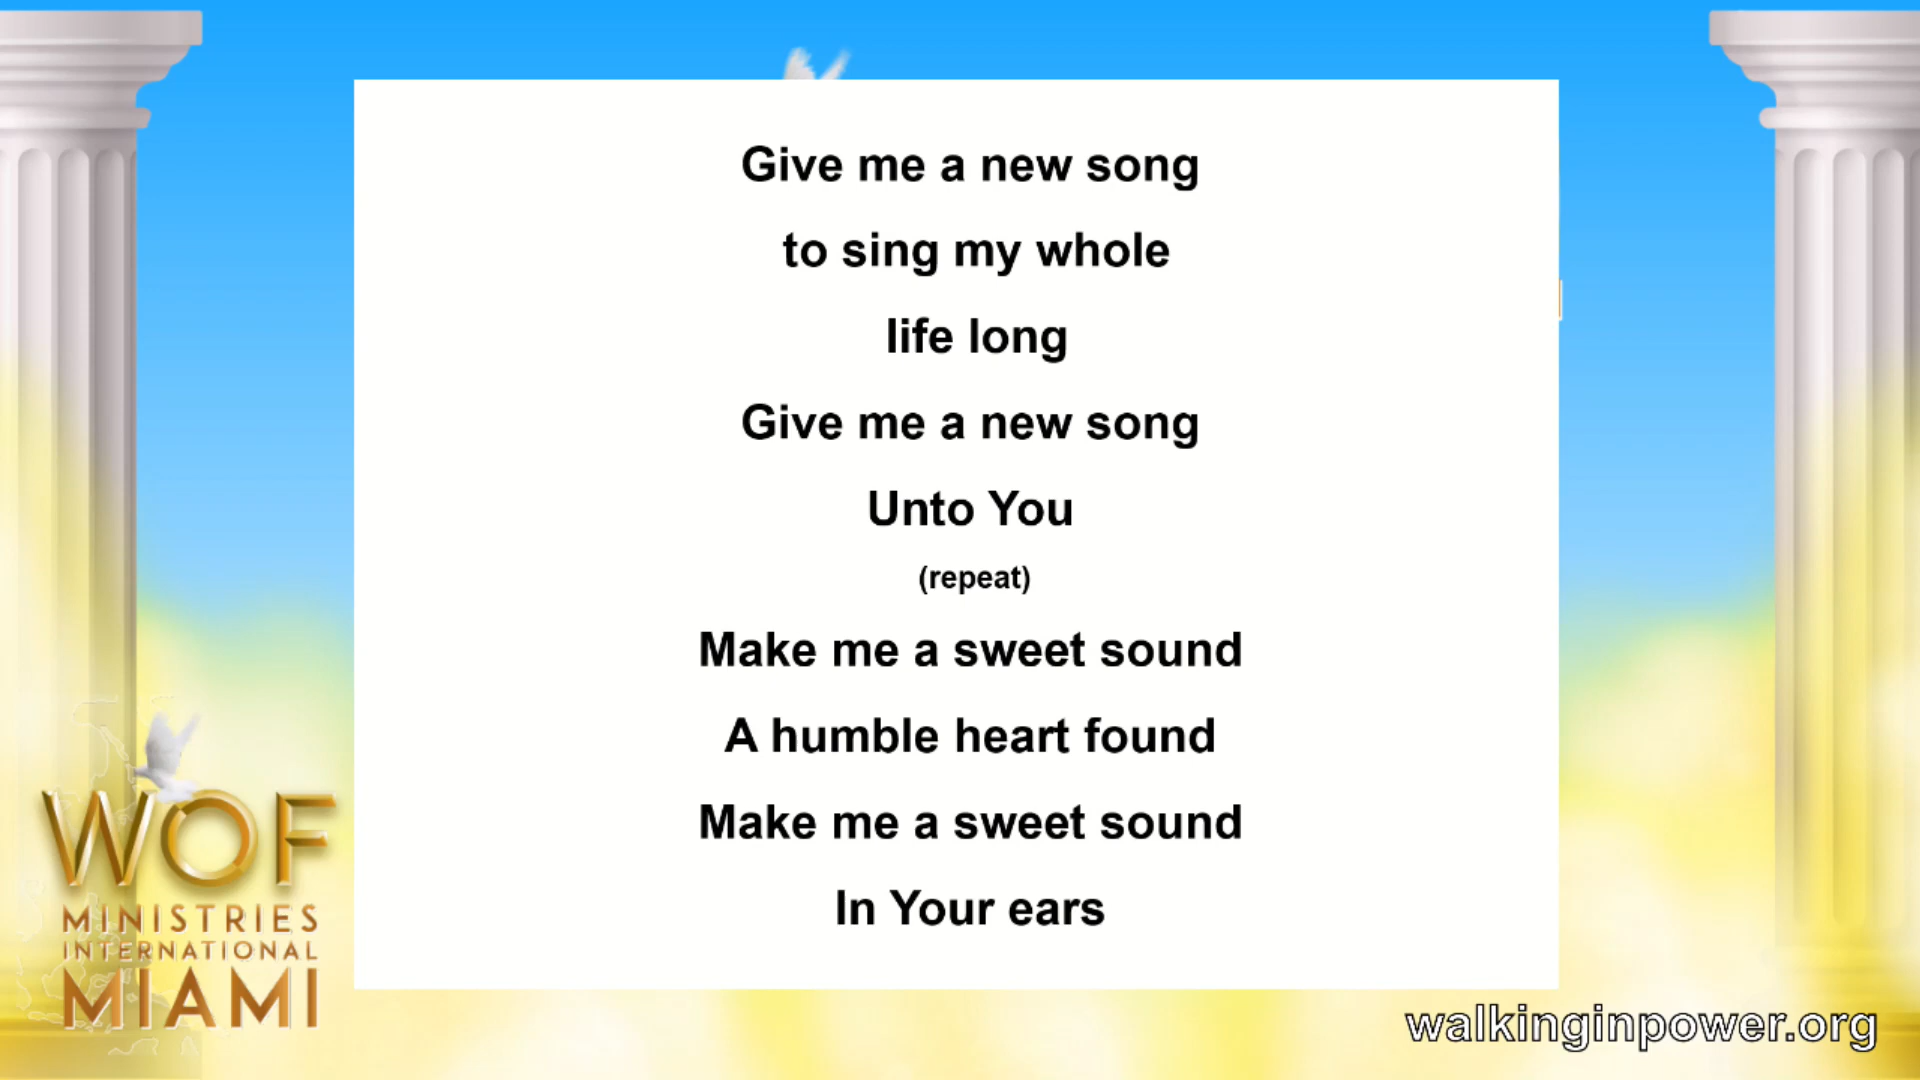 Give me a new song
to sing my whole
life long
Give me a new song
Unto You
(repeat)
Make me a sweet sound
A humble heart found
Make me a sweet sound
In Your ears
WOF
MINISTRIES
INTERNATIONAL
MIAMI
walkinginpower.org